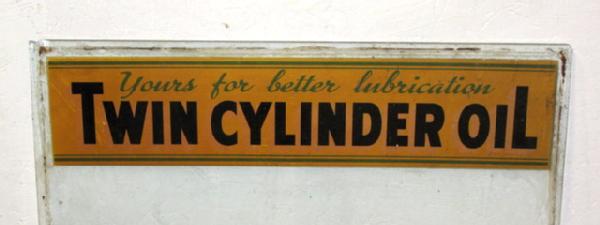 Yours for better lubrication
TWIN CYLINDER OiL